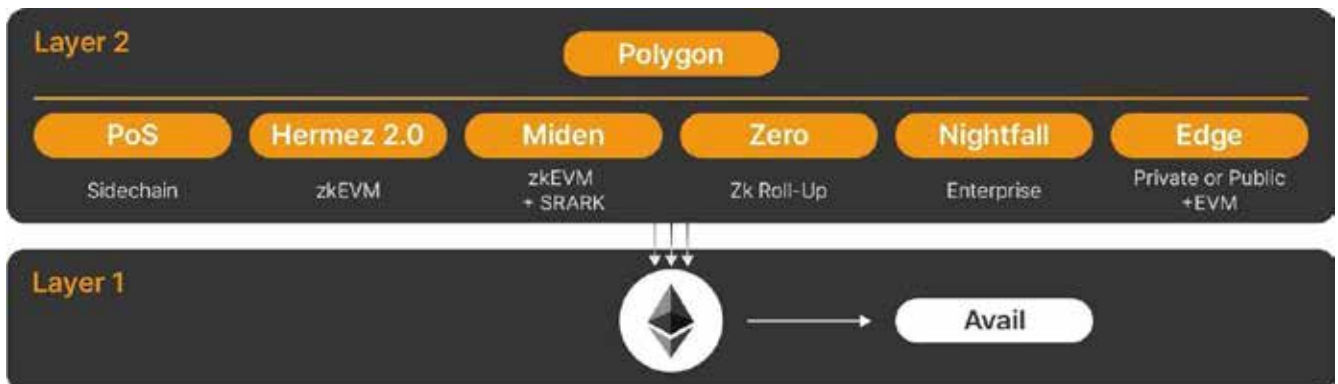 Layer 2
Polygon
PoS
Hermez 2.0
Miden
Zero
Nightfall
Edge
Sidechain
zkEVM
zkEVM
+ SRARK
Zk Roll-Up
Enterprise
Private or Public
+EVM
Layer 1
Avail